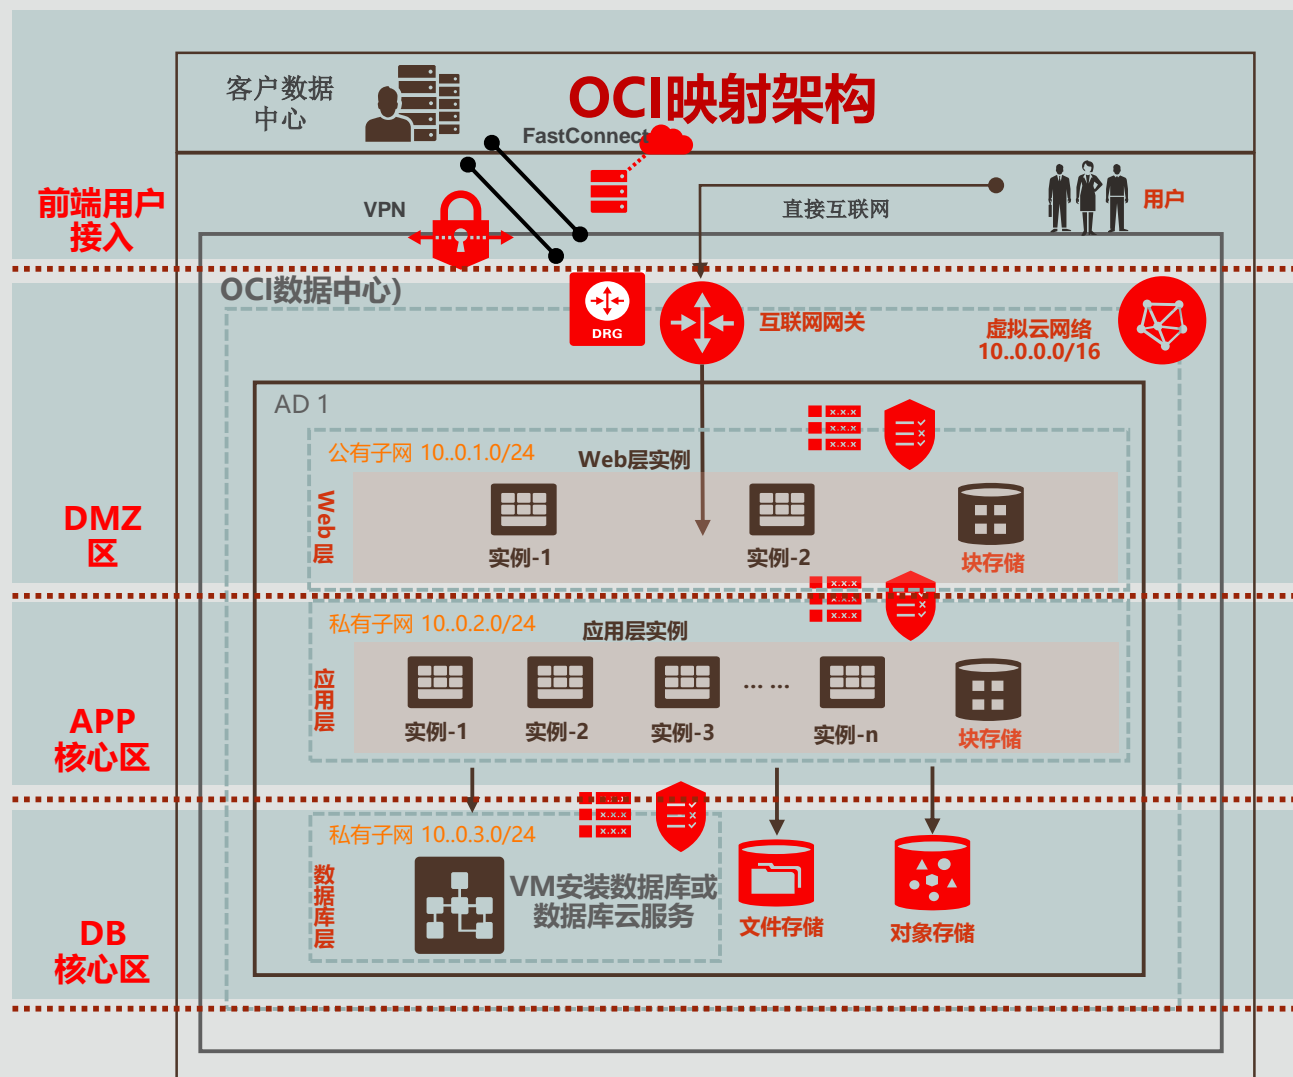 客户数据
中心
OCI映射架构
FastConnect
前端用户
接入
VPN
直接互联网
用户
OCI数据中心)
DRG
互联网网关
虚拟云网络
10..0.0.0/16
AD 1
x.x.x
x.x.x
x.x.x
公有子网 10..0.1.0/24
Web层实例
Web层
DMZ
区
实例-1
实例-2
块存储
x.x.x
x.x.x
x.x.x
私有子网 10..0.2.0/24
应用层实例
应用层
APP
核心区
... ...
实例-1
实例-2
实例-3
实例-n
块存储
x.x.x
x.x.x
x.x.x
私有子网 10..0.3.0/24
数据库层
VM安装数据库或
数据库云服务
文件存储
对象存储
DB
核心区